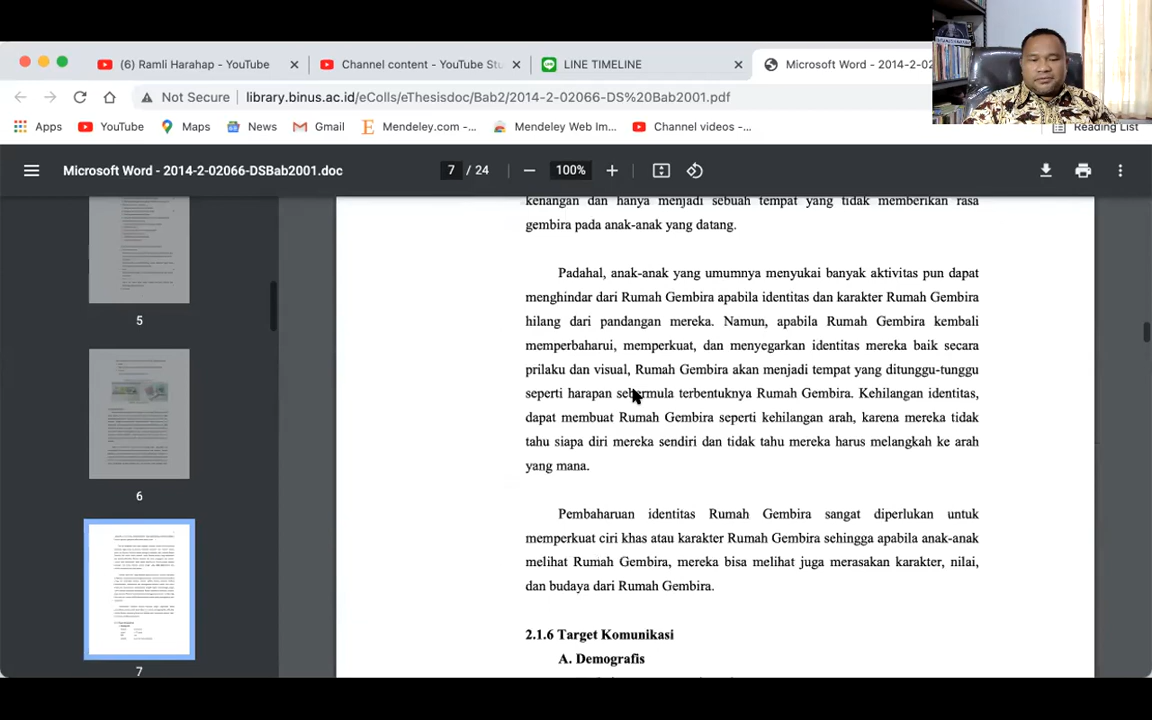 (6) Ramli Harahap - YouTube
Channel content - YouTube Stu
LINE TIMELINE
Microsoft Word - 2014-2-02
Not Secure
library.binus.ac.id/eColls/eThesisdoc/Bab2/2014-2-02066-DS%20Bab2001.pdf
Apps
YouTube
Maps
News
Gmail
Mendeley.com -...
Mendeley Web Im...
Channel videos -...
Reading List
Microsoft Word - 2014-2-02066-DSBab2001.doc
7 / 24
100%
5
6
7
kenangan dan hanya menjadi sebuah tempat yang tidak memberikan rasa
gembira pada anak-anak yang datang.
Padahal, anak-anak yang umumnya menyukai banyak aktivitas pun dapat
menghindar dari Rumah Gembira apabila identitas dan karakter Rumah Gembira
hilang dari pandangan mereka. Namun, apabila Rumah Gembira kembali
memperbaharui, memperkuat, dan menyegarkan identitas mereka baik secara
prilaku dan visual, Rumah Gembira akan menjadi tempat yang ditunggu-tunggu
seperti harapan sebermula terbentuknya Rumah Gembira. Kehilangan identitas,
dapat membuat Rumah Gembira seperti kehilangan arah, karena mereka tidak
tahu siapa diri mereka sendiri dan tidak tahu mereka harus melangkah ke arah
yang mana.
Pembaharuan identitas Rumah Gembira sangat diperlukan untuk
memperkuat ciri khas atau karakter Rumah Gembira sehingga apabila anak-anak
melihat Rumah Gembira, mereka bisa melihat juga merasakan karakter, nilai,
dan budaya dari Rumah Gembira.
2.1.6 Target Komunikasi
A. Demografis